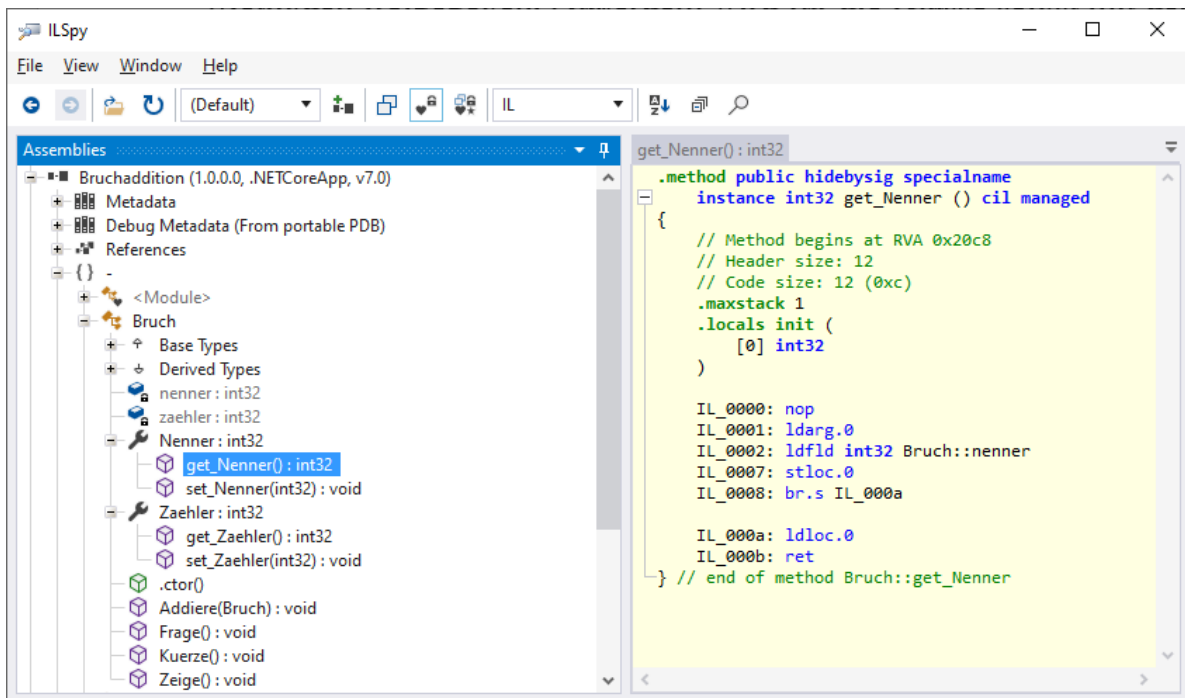 ILSpy
File View Window Help
(Default) IL
Assemblies
Bruchaddition (1.0.0.0, .NETCoreApp, v7.0)
Metadata
Debug Metadata (From portable PDB)
References
{ } -
<Module>
Bruch
Base Types
Derived Types
nenner : int32
zaehler : int32
Nenner : int32
get_Nenner() : int32
set_Nenner(int32) : void
Zaehler : int32
get_Zaehler() : int32
set_Zaehler(int32) : void
.ctor()
Addiere(Bruch) : void
Frage() : void
Kuerze() : void
Zeige() : void
get_Nenner() : int32
.method public hidebysig specialname
instance int32 get_Nenner () cil managed
{
// Method begins at RVA 0x20c8
// Header size: 12
// Code size: 12 (0xc)
.maxstack 1
.locals init (
[0] int32
)
IL_0000: nop
IL_0001: ldarg.0
IL_0002: ldfld int32 Bruch::nenner
IL_0007: stloc.0
IL_0008: br.s IL_000a
IL_000a: ldloc.0
IL_000b: ret
} // end of method Bruch::get_Nenner